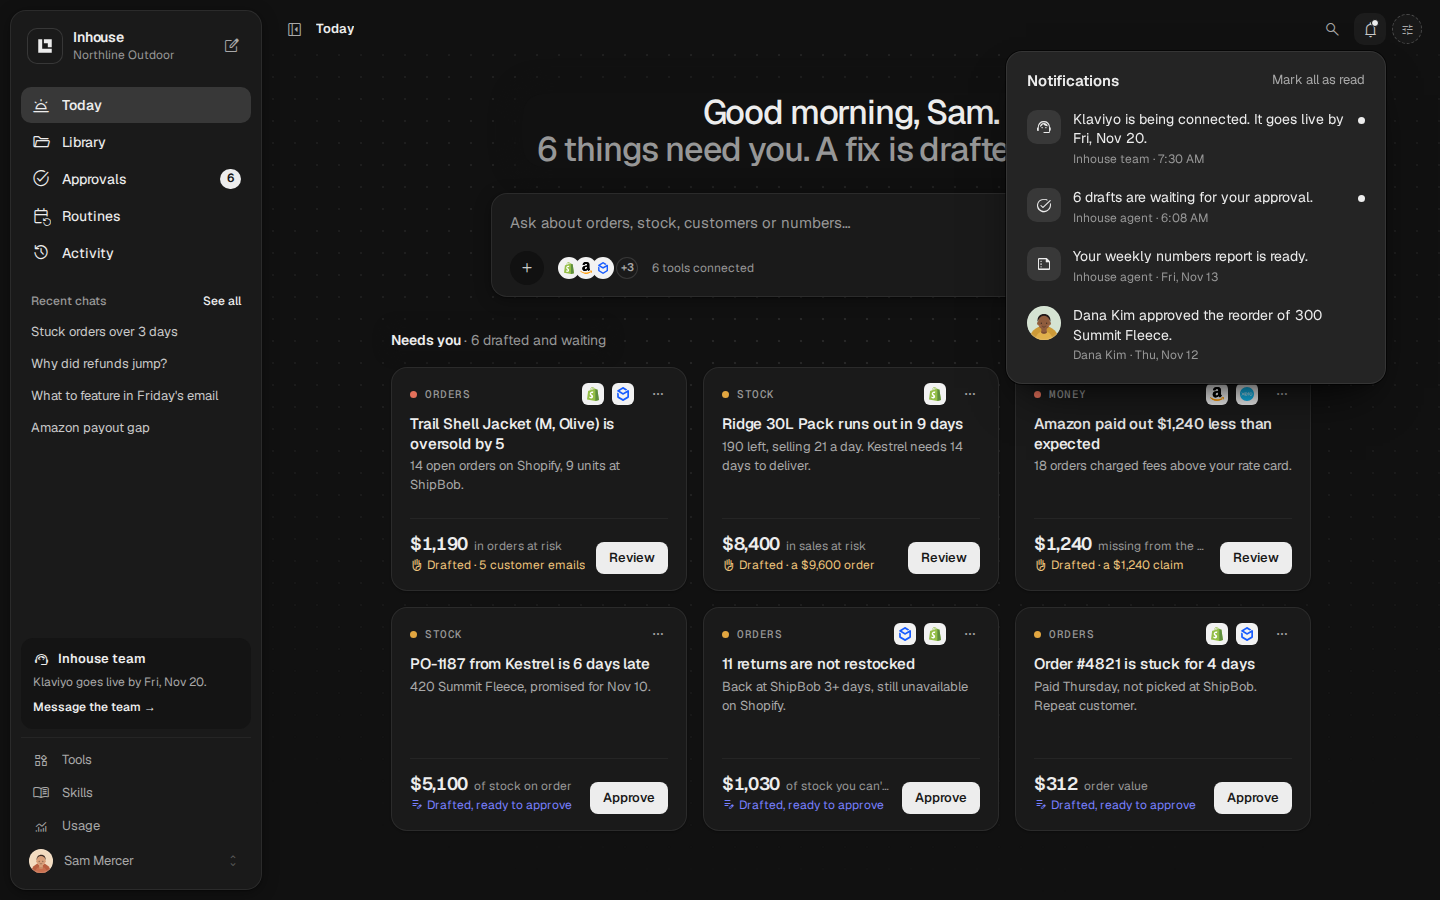 Inhouse
Northline Outdoor
Today
Library
Approvals
6
Routines
Activity
Recent chats
See all
Stuck orders over 3 days
Why did refunds jump?
What to feature in Friday's email
Amazon payout gap
Inhouse team
Klaviyo goes live by Fri, Nov 20.
Message the team →
Tools
Skills
Usage
Sam Mercer
Today
Good morning, Sam.
6 things need you. A fix is drafte
Ask about orders, stock, customers or numbers...
+3
6 tools connected
Notifications
Mark all as read
Klaviyo is being connected. It goes live by
Fri, Nov 20.
Inhouse team · 7:30 AM
6 drafts are waiting for your approval.
Inhouse agent · 6:08 AM
Your weekly numbers report is ready.
Inhouse agent · Fri, Nov 13
Dana Kim approved the reorder of 300
Summit Fleece.
Dana Kim · Thu, Nov 12
Needs you · 6 drafted and waiting
ORDERS
Trail Shell Jacket (M, Olive) is
oversold by 5
14 open orders on Shopify, 9 units at
ShipBob.
$1,190 in orders at risk
Drafted · 5 customer emails
Review
STOCK
Ridge 30L Pack runs out in 9 days
190 left, selling 21 a day. Kestrel needs 14
days to deliver.
$8,400 in sales at risk
Drafted · a $9,600 order
Review
MONEY
Amazon paid out $1,240 less than
expected
18 orders charged fees above your rate card.
$1,240 missing from the ...
Drafted · a $1,240 claim
Review
STOCK
PO-1187 from Kestrel is 6 days late
420 Summit Fleece, promised for Nov 10.
$5,100 of stock on order
Drafted, ready to approve
Approve
ORDERS
11 returns are not restocked
Back at ShipBob 3+ days, still unavailable
on Shopify.
$1,030 of stock you can'...
Drafted, ready to approve
Approve
ORDERS
Order #4821 is stuck for 4 days
Paid Thursday, not picked at ShipBob.
Repeat customer.
$312 order value
Drafted, ready to approve
Approve